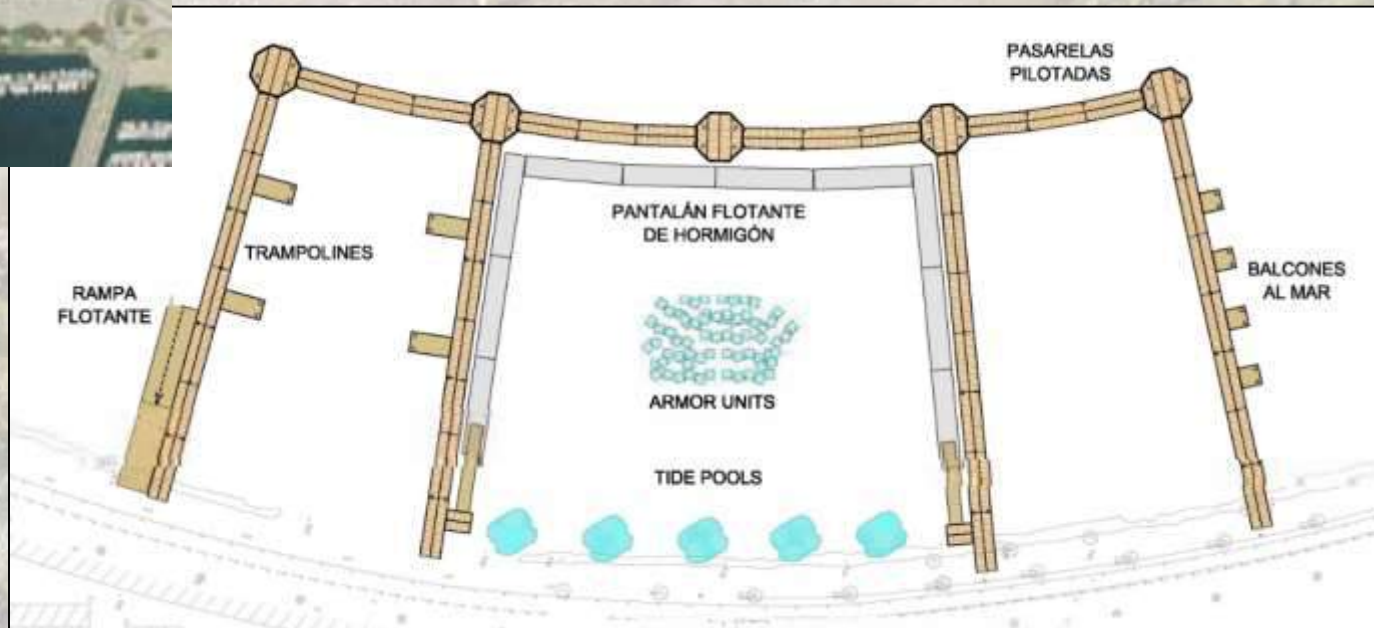 PASARELAS
PILOTADAS
PANTALÁN FLOTANTE
DE HORMIGÓN
TRAMPOLINES
BALCONES
AL MAR
RAMPA
FLOTANTE
ARMOR UNITS
TIDE POOLS